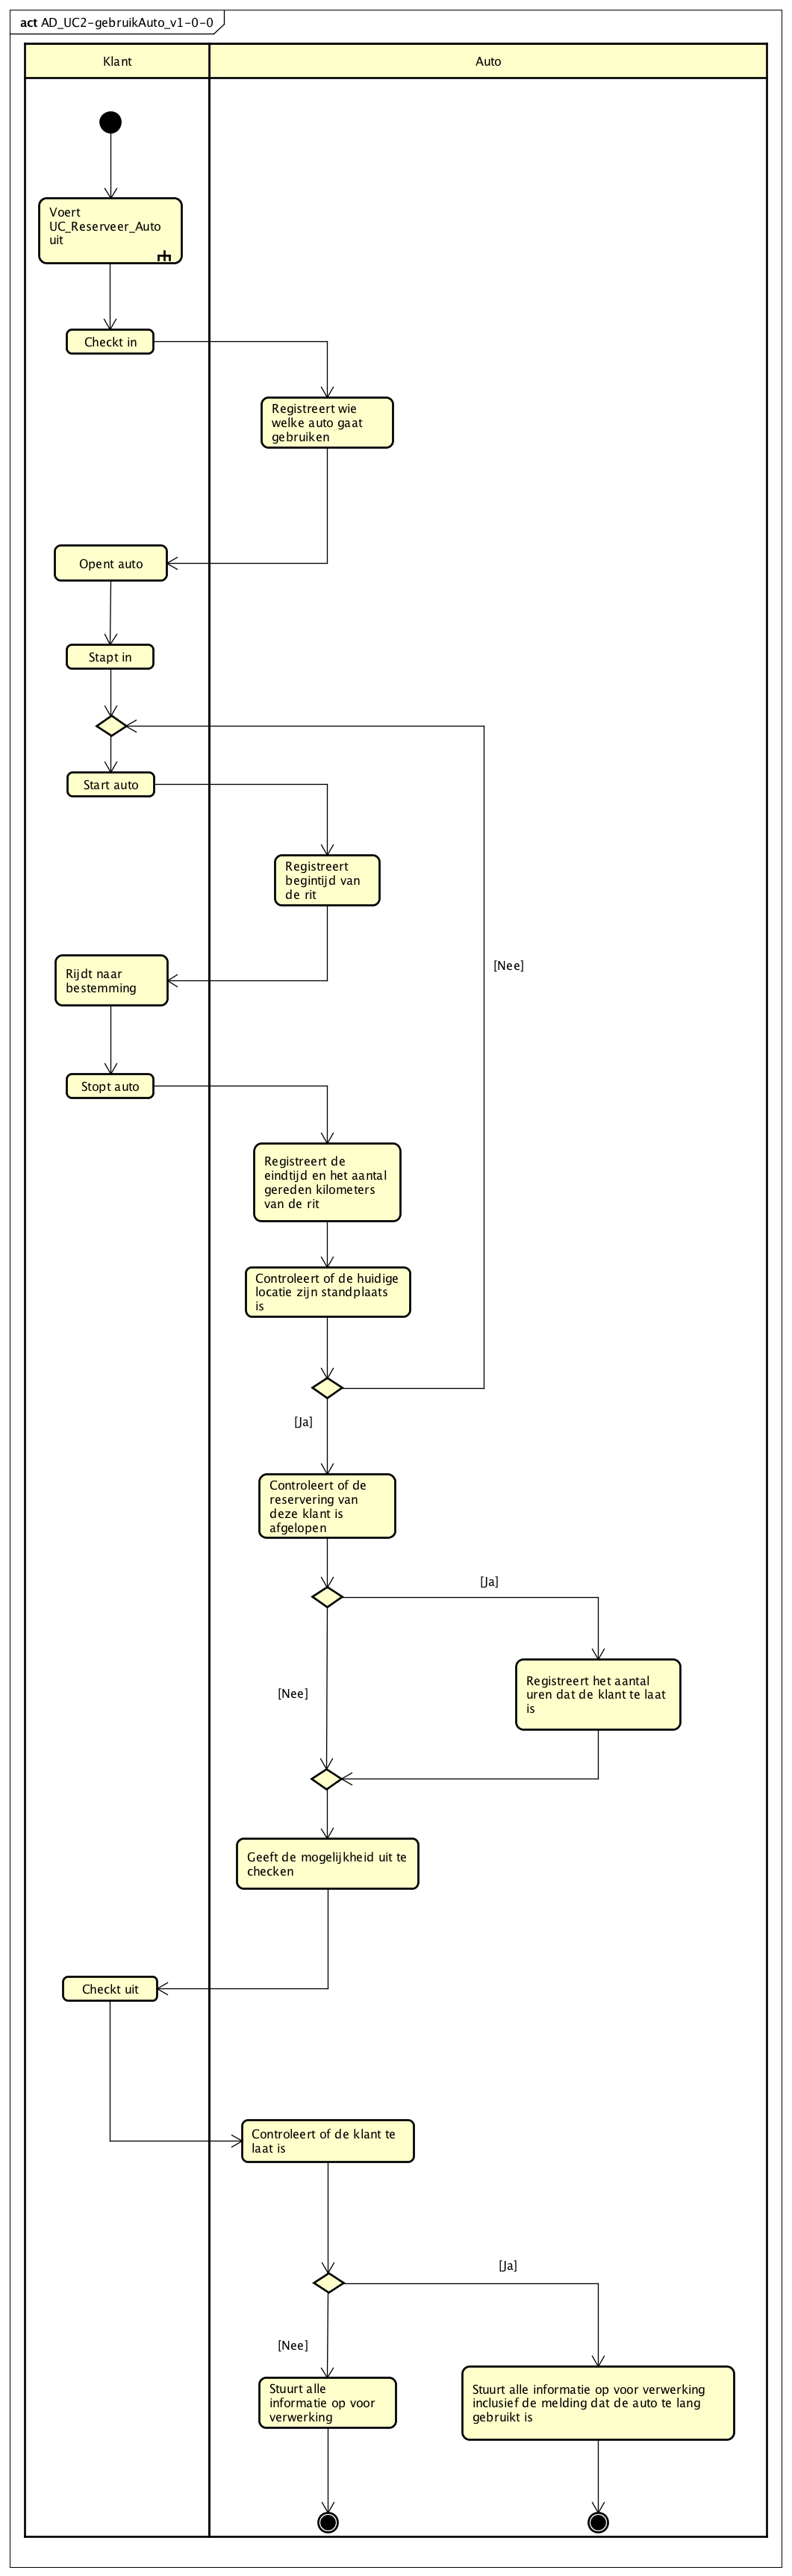 act AD_UC2-gebruikAuto_v1-0-0
Klant
Auto
Voert
UC_Reserveer_Auto
uit
Checkt in
Registreert wie
welke auto gaat
gebruiken
Opent auto
Stapt in
Start auto
Registreert
begintijd van
de rit
[Nee]
Rijdt naar
bestemming
Stopt auto
Registreert de
eindtijd en het aantal
gereden kilometers
van de rit
Controleert of de huidige
locatie zijn standplaats
is
[Ja]
Controleert of de
reservering van
deze klant is
afgelopen
[Ja]
Registreert het aantal
uren dat de klant te laat
is
[Nee]
Geeft de mogelijkheid uit te
checken
Checkt uit
Controleert of de klant te
laat is
[Ja]
[Nee]
Stuurt alle
informatie op voor
verwerking
Stuurt alle informatie op voor verwerking
inclusief de melding dat de auto te lang
gebruikt is